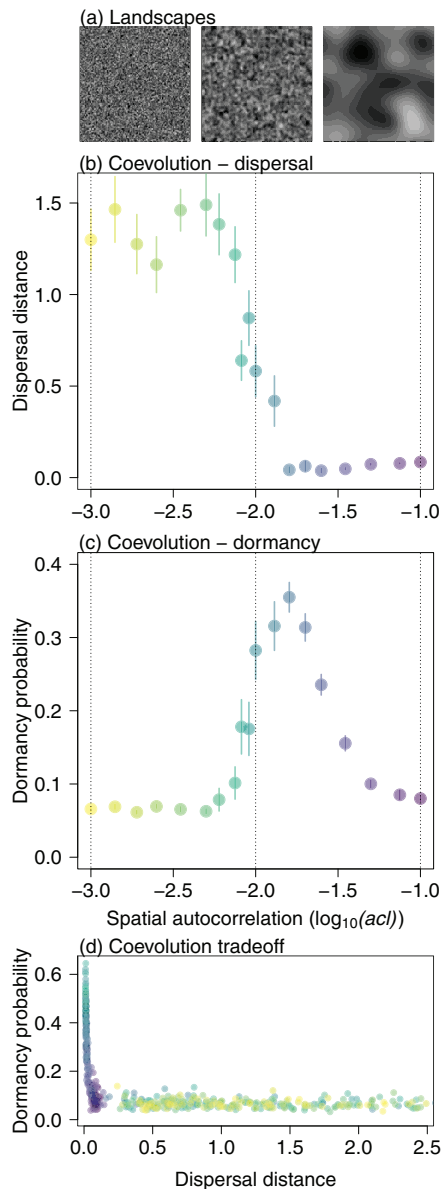 (a) Landscapes
(b) Coevolution − dispersal
1.5
1.0
0.5
0.0
Dispersal distance
−3.0 −2.5 −2.0 −1.5 −1.0
(c) Coevolution − dormancy
0.4
0.3
0.2
0.1
0.0
Dormancy probability
−3.0 −2.5 −2.0 −1.5 −1.0
Spatial autocorrelation (log₁₀(acl))
(d) Coevolution tradeoff
0.6
0.4
0.2
0.0
Dormancy probability
0.0 0.5 1.0 1.5 2.0 2.5
Dispersal distance